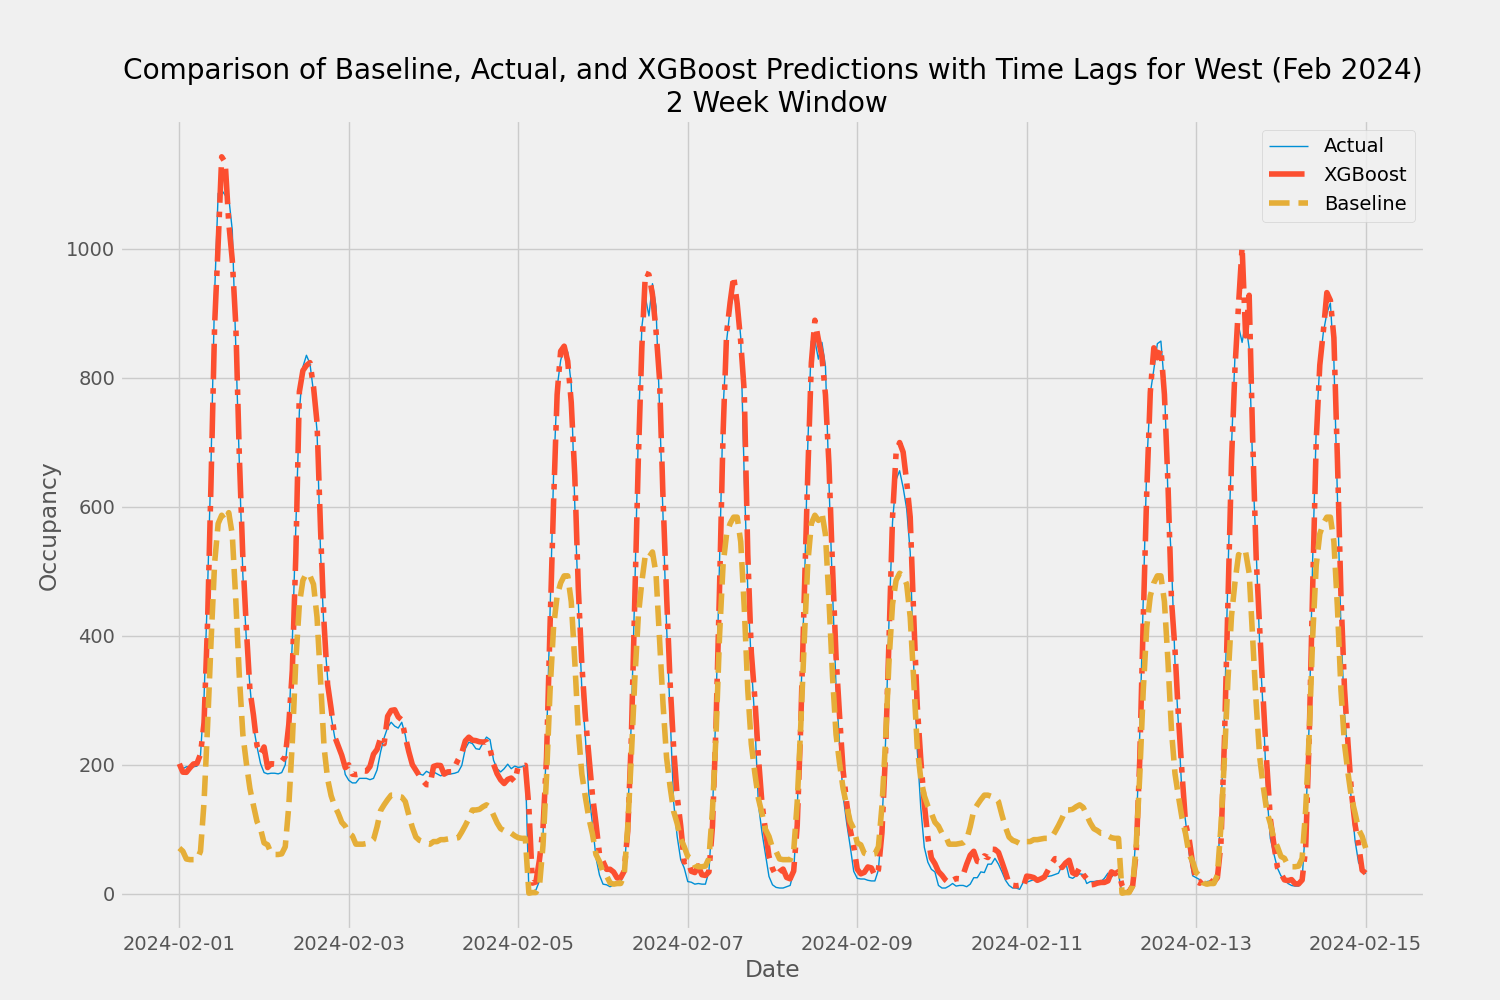 Comparison of Baseline, Actual, and XGBoost Predictions with Time Lags for West (Feb 2024)
2 Week Window
Actual
XGBoost
Baseline
Occupancy
1000
800
600
400
200
0
2024-02-01 2024-02-03 2024-02-05 2024-02-07 2024-02-09 2024-02-11 2024-02-13 2024-02-15
Date